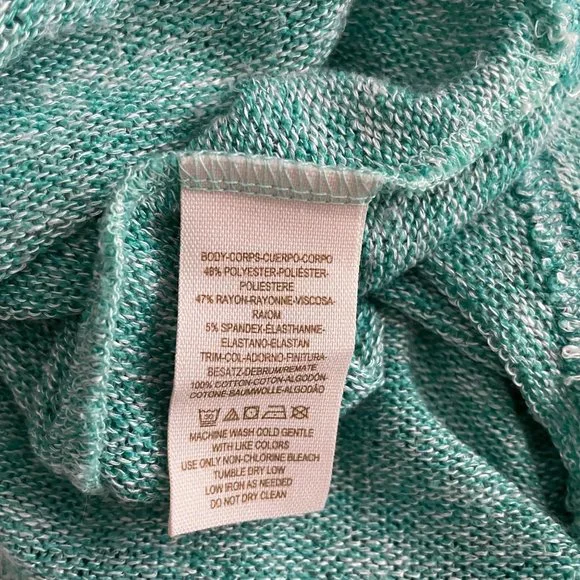 BODY-CORPS-CUERPO-CORPO
48% POLYESTER-POLIÉSTER-
POLIESTERE
47% RAYON-RAYONNE-VISCOSA-
RAIOM
5% SPANDEX-ÉLASTHANNE-
ELASTANO-ELASTAN
TRIM-COL-ADORNO-FINITURA-
BESATZ-DEBRUM/REMATE
100% COTTON-COTON-ALGODÓN
COTONE-BAUMWOLLE-ALGODÃO
MACHINE WASH COLD GENTLE
WITH LIKE COLORS
USE ONLY NON-CHLORINE BLEACH
TUMBLE DRY LOW
LOW IRON AS NEEDED
DO NOT DRY CLEAN